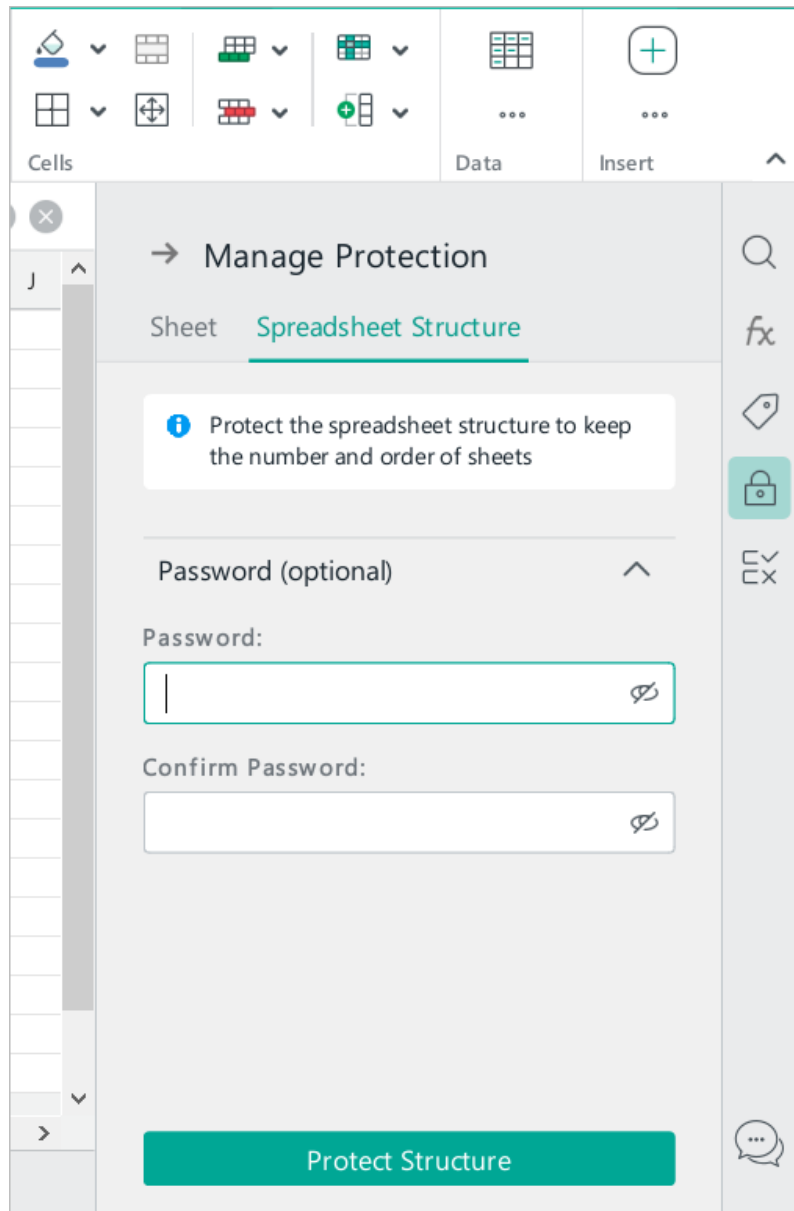 Cells
Data
Insert
J
Manage Protection
Sheet
Spreadsheet Structure
fx
Protect the spreadsheet structure to keep
the number and order of sheets
Password (optional)
Password:
Confirm Password:
Protect Structure